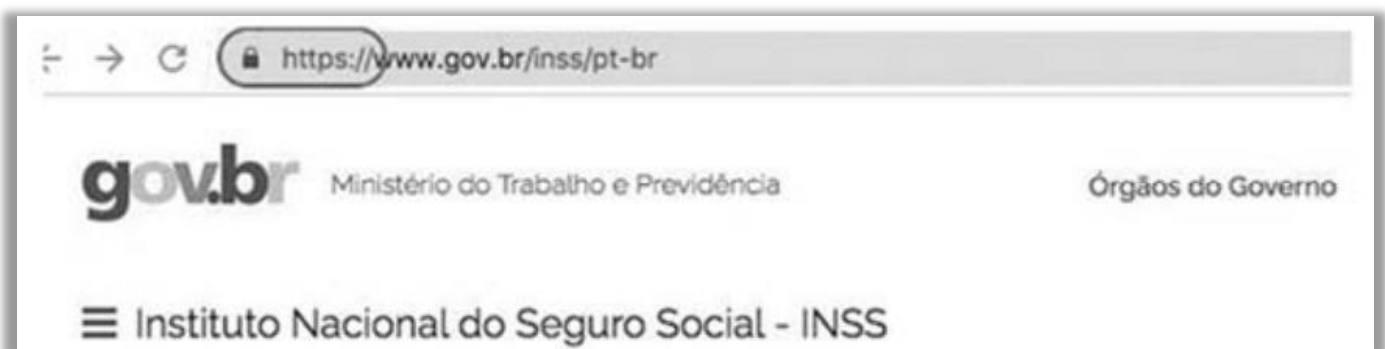 https://www.gov.br/inss/pt-br
gov.br Ministério do Trabalho e Previdência Órgãos do Governo
Instituto Nacional do Seguro Social - INSS